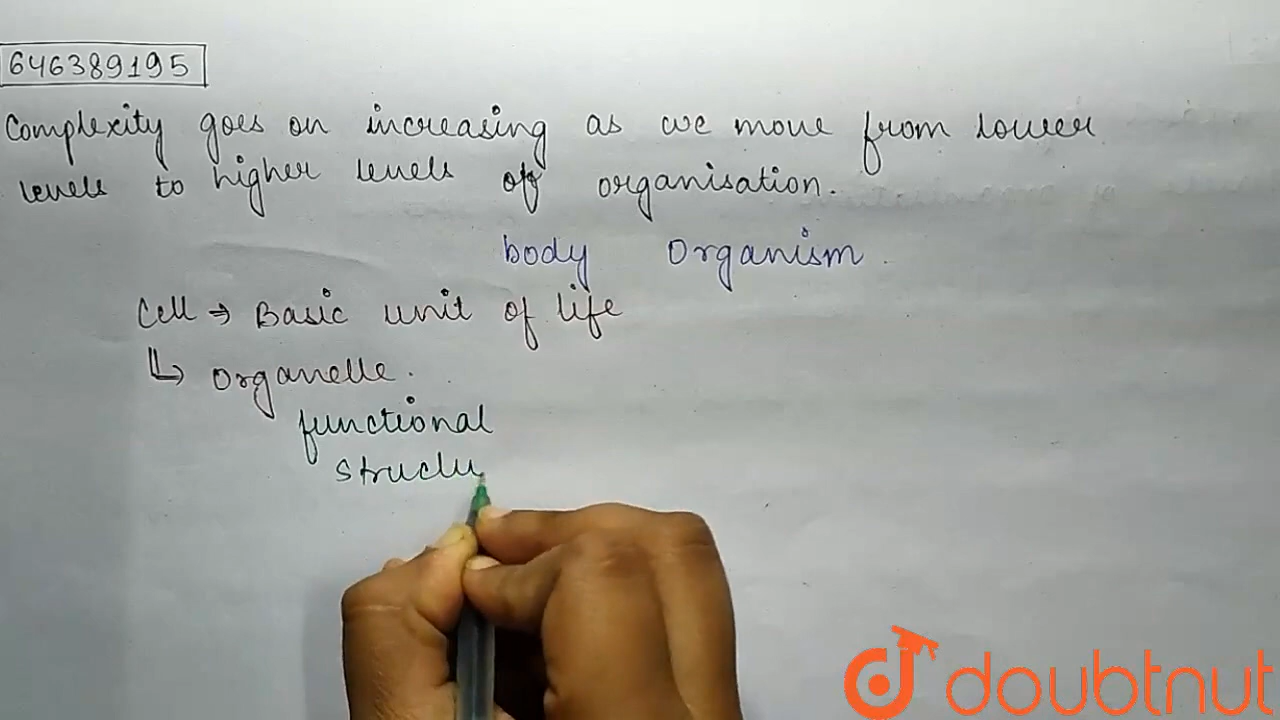 646389195
Complexity goes on increasing as we move from lower
levels to higher levels of organisation.
body Organism.
Cell → Basic unit of life
↳ Organelle.
functional
structu
doubtnut